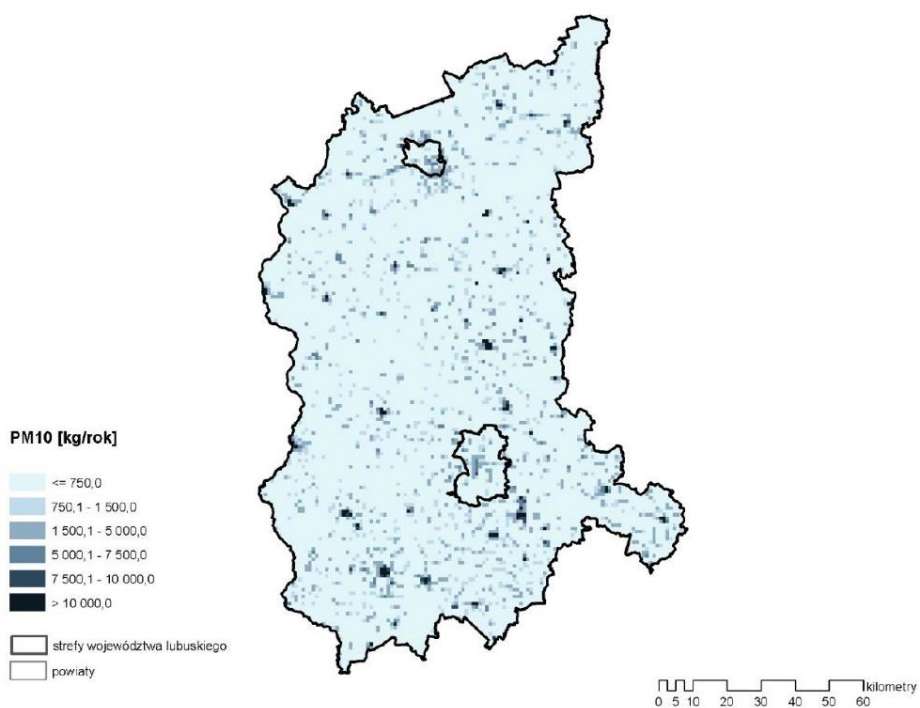 PM10 [kg/rok]
<= 750,0
750,1 - 1 500,0
1 500,1 - 5 000,0
5 000,1 - 7 500,0
7 500,1 - 10 000,0
> 10 000,0
strefy województwa lubuskiego
powiaty
kilometry
0 5 10 20 30 40 50 60